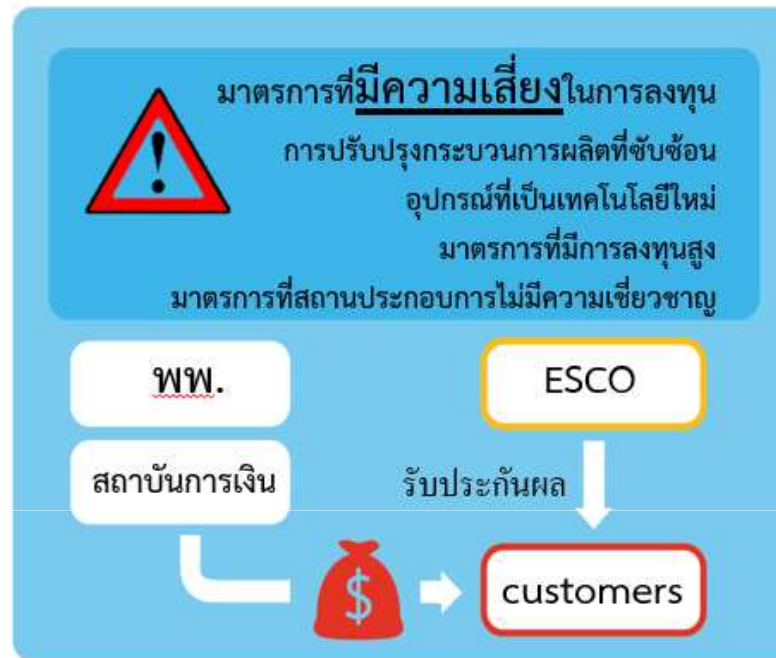 มาตรการที่มีความเสี่ยงในการลงทุน
การปรับปรุงกระบวนการผลิตที่ซับซ้อน
อุปกรณ์ที่เป็นเทคโนโลยีใหม่
มาตรการที่มีการลงทุนสูง
มาตรการที่สถานประกอบการไม่มีความเชี่ยวชาญ
พพ.
ESCO
สถาบันการเงิน
รับประกันผล
$
customers